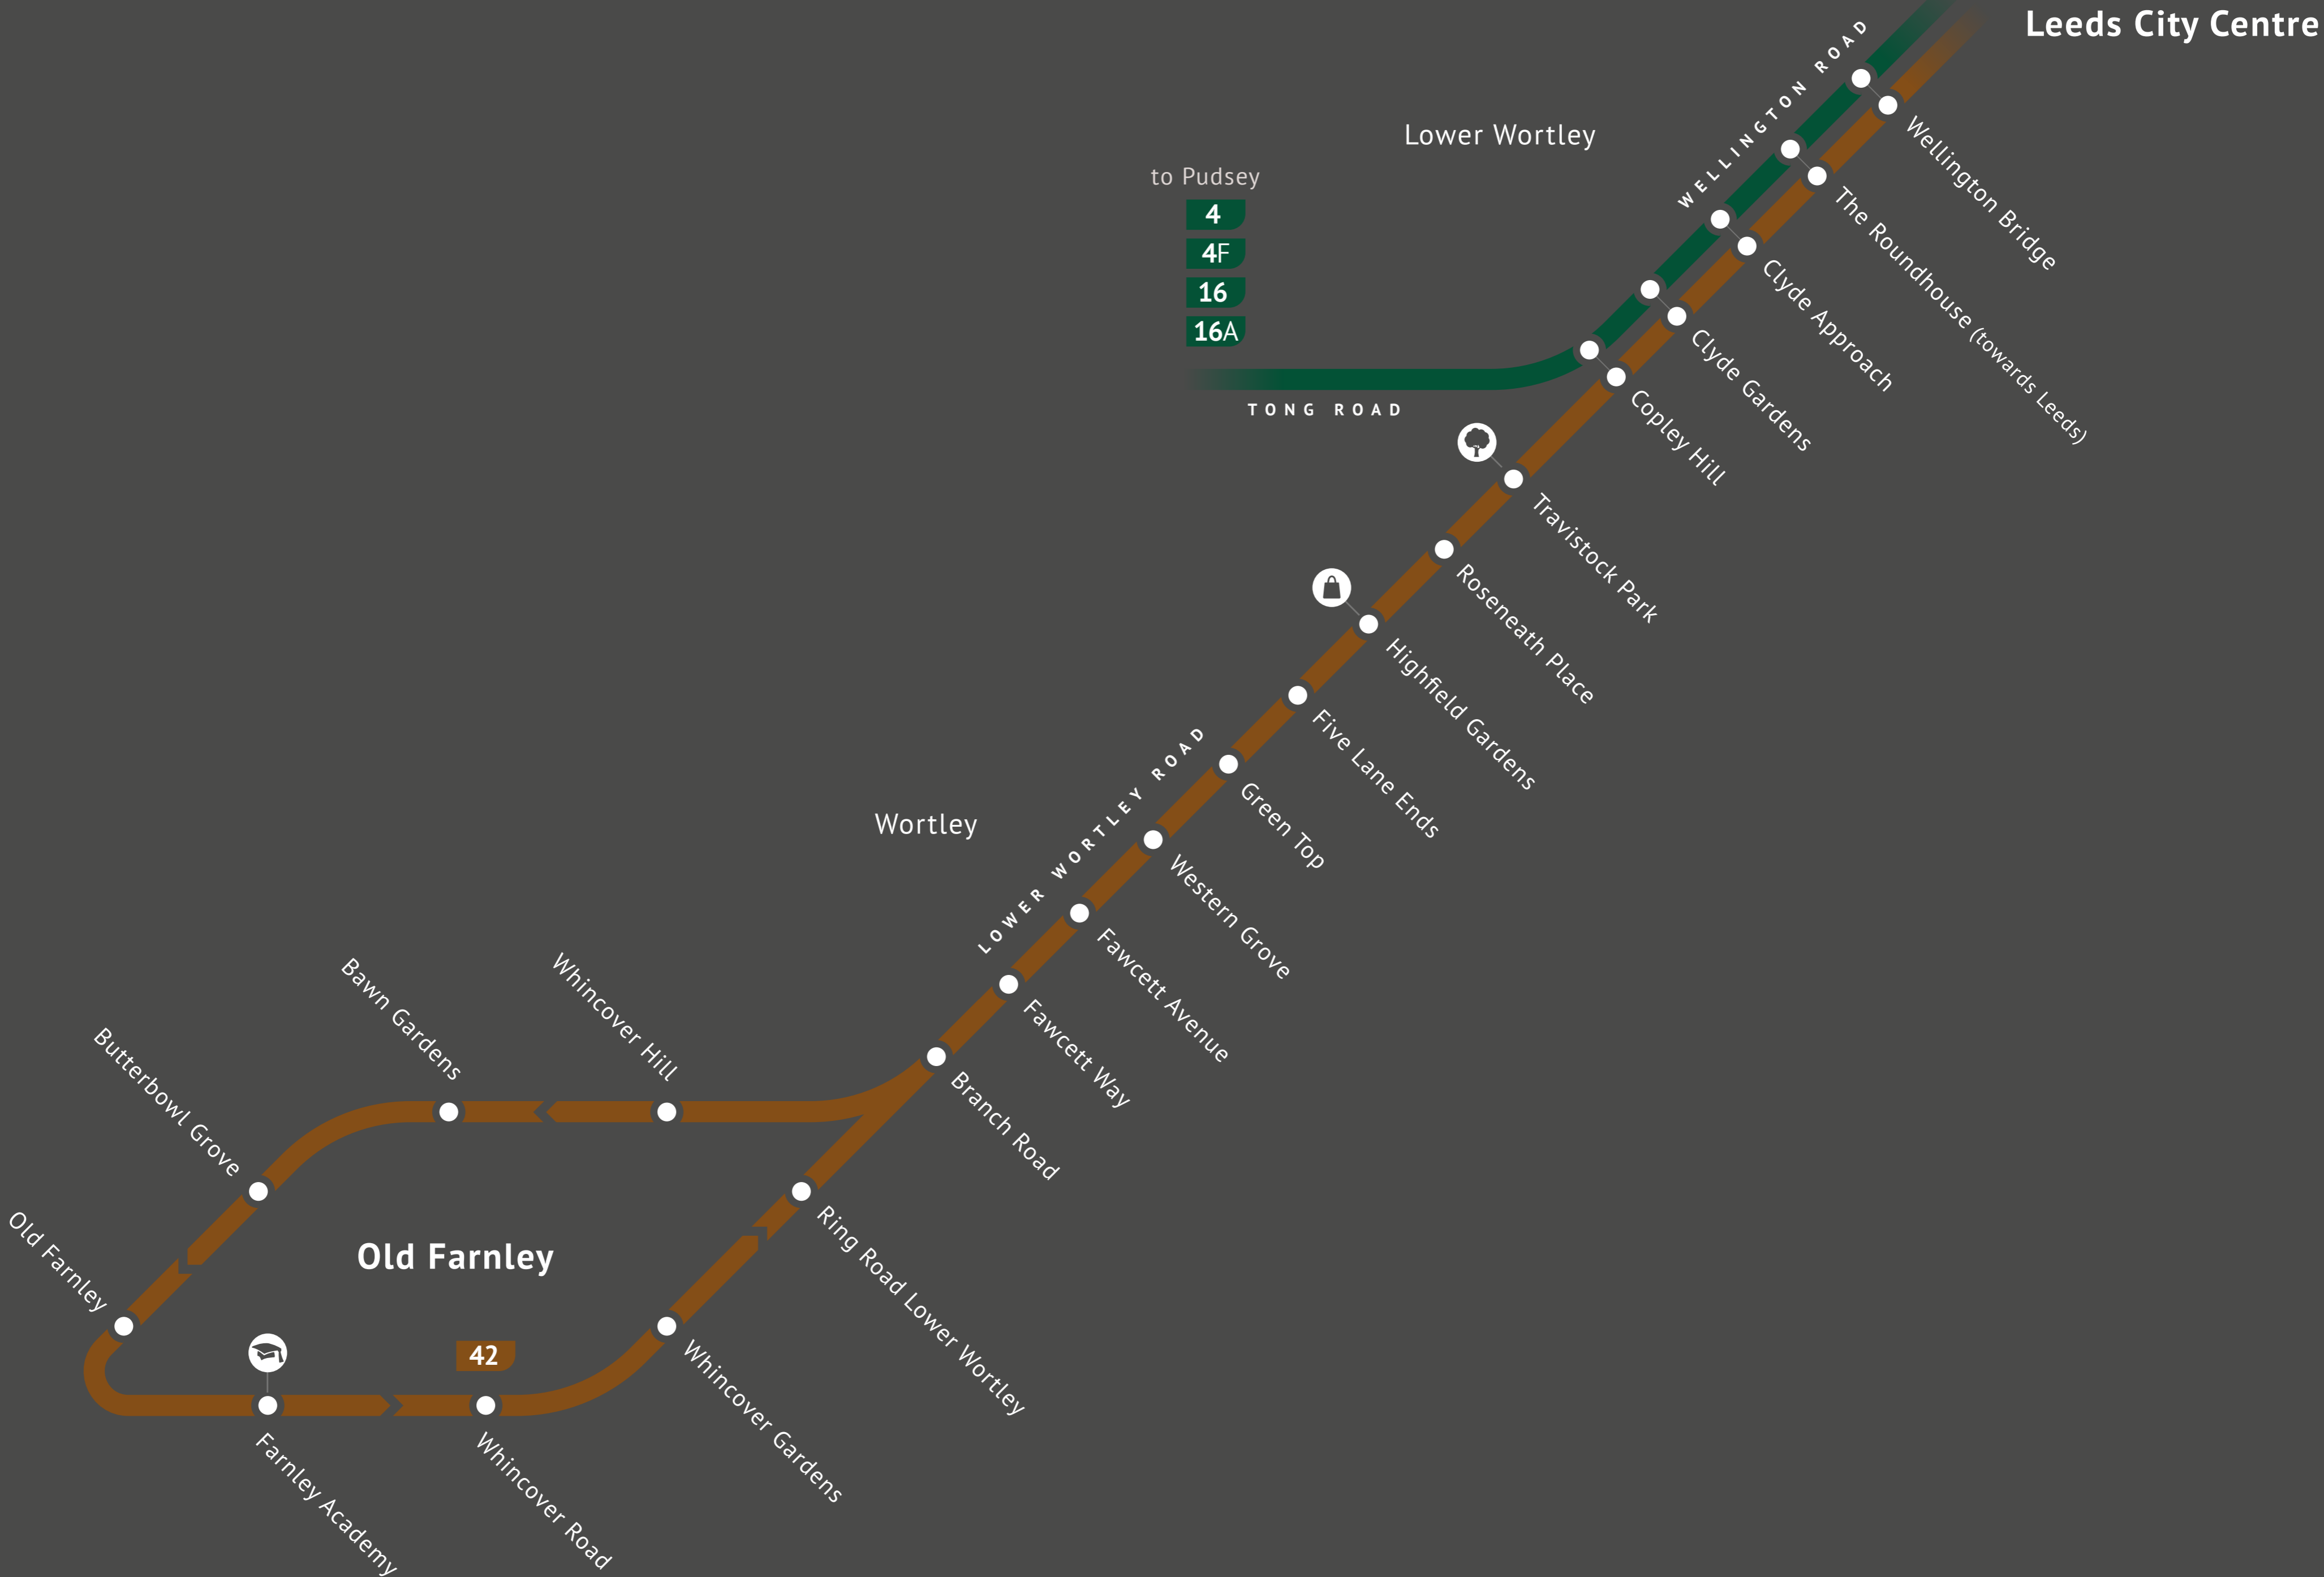 Leeds City Centre
WELLINGTON ROAD
Lower Wortley
to Pudsey
4
4F
16
16A
TONG ROAD
Wellington Bridge
The Roundhouse (towards Leeds)
Clyde Approach
Clyde Gardens
Copley Hill
Travistock Park
Roseneath Place
Highfield Gardens
Five Lane Ends
Green Top
Western Grove
Fawcett Avenue
Fawcett Way
Branch Road
LOWER WORTLEY ROAD
Wortley
Whincover Hill
Bawn Gardens
Butterbowl Grove
Old Farnley
Old Farnley
42
Ring Road Lower Wortley
Whincover Gardens
Whincover Road
Farnley Academy